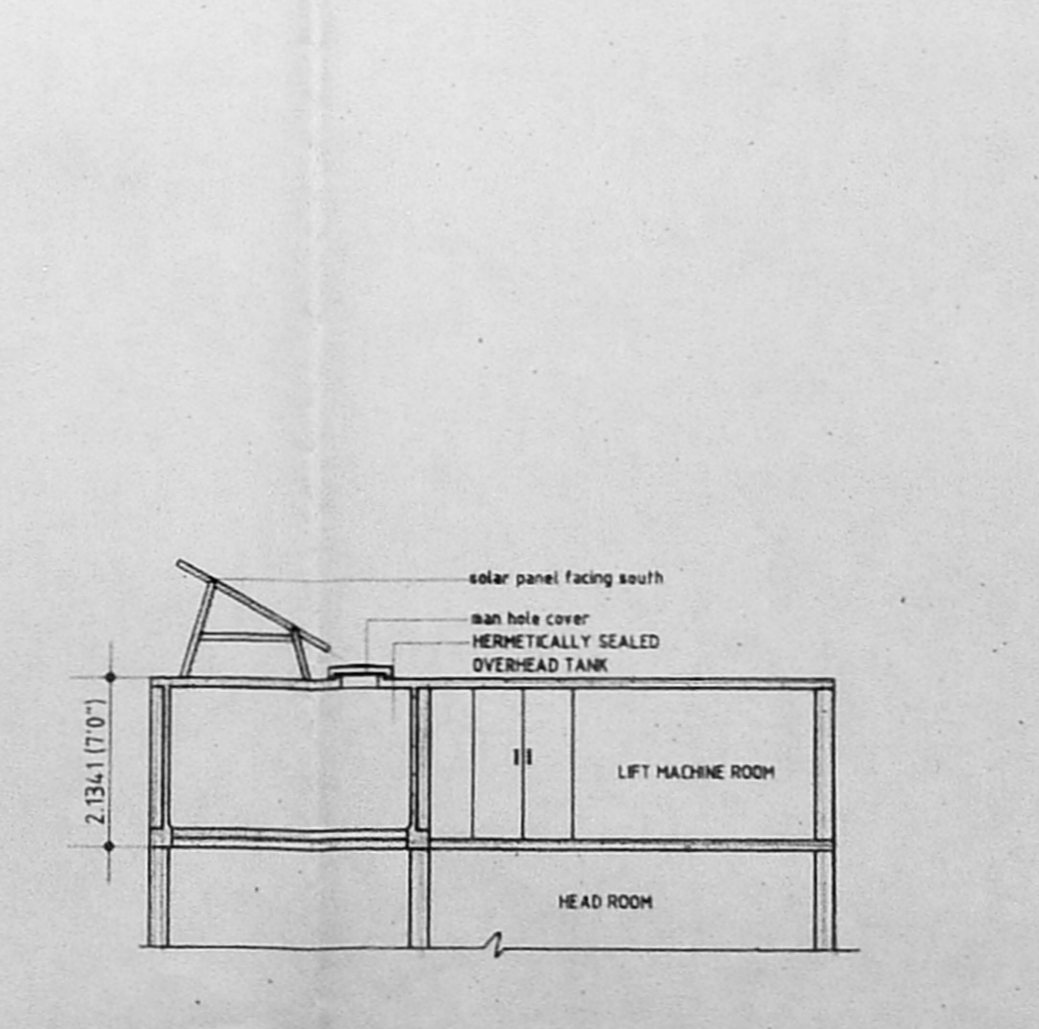 solar panel facing south
man hole cover
HERMETICALLY SEALED
OVERHEAD TANK
2.1341 (7'0")
LIFT MACHINE ROOM
HEAD ROOM